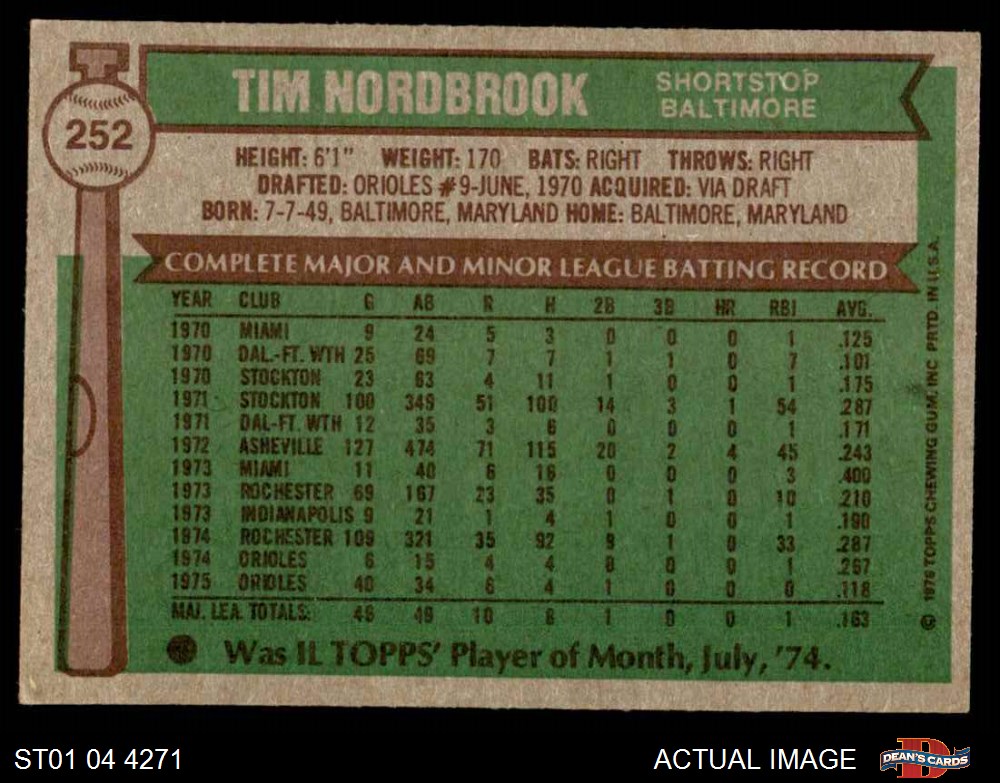 252
TIM NORDBROOK
SHORTSTOP
BALTIMORE
HEIGHT: 6'1" WEIGHT: 170 BATS: RIGHT THROWS: RIGHT
DRAFTED: ORIOLES #9-JUNE, 1970 ACQUIRED: VIA DRAFT
BORN: 7-7-49, BALTIMORE, MARYLAND HOME: BALTIMORE, MARYLAND
COMPLETE MAJOR AND MINOR LEAGUE BATTING RECORD
YEAR CLUB G AB R H 2B 3B HR RBI AVG.
1970 MIAMI 9 24 5 3 0 0 0 1 .125
1970 DAL.-FT. WTH 25 69 7 7 1 1 0 7 .101
1970 STOCKTON 23 63 4 11 1 0 0 1 .175
1971 STOCKTON 100 349 51 100 14 3 1 54 .287
1971 DAL-FT. WTH 12 35 3 6 0 0 0 1 .171
1972 ASHEVILLE 127 474 71 115 20 2 4 45 .243
1973 MIAMI 11 40 6 16 0 0 0 3 .400
1973 ROCHESTER 69 167 23 35 0 1 0 10 .210
1973 INDIANAPOLIS 9 21 1 4 1 0 0 1 .190
1974 ROCHESTER 109 321 35 92 9 1 0 33 .287
1974 ORIOLES 6 15 4 4 0 0 0 1 .267
1975 ORIOLES 40 34 6 4 1 0 0 0 .118
MAJ. LEA. TOTALS: 46 49 10 8 1 0 0 1 .163
Was IL TOPPS' Player of Month, July, '74.
© 1976 TOPPS CHEWING GUM, INC PRTD. IN U.S.A.
ST01 04 4271
ACTUAL IMAGE
DEAN'S CARDS